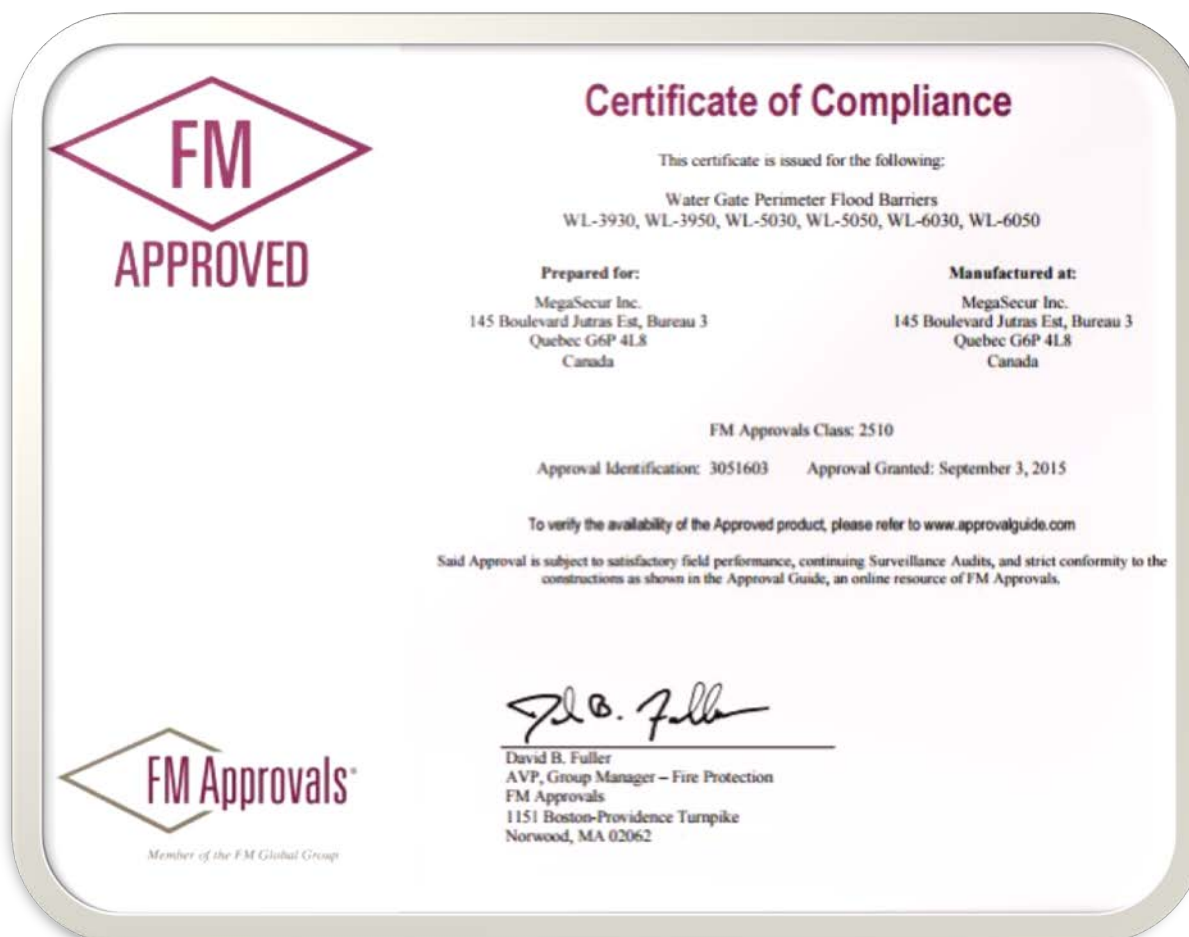 FM
APPROVED
Certificate of Compliance
This certificate is issued for the following:
Water Gate Perimeter Flood Barriers
WL-3930, WL-3950, WL-5030, WL-5050, WL-6030, WL-6050
Prepared for:
MegaSecur Inc.
145 Boulevard Jutras Est, Bureau 3
Quebec G6P 4L8
Canada
Manufactured at:
MegaSecur Inc.
145 Boulevard Jutras Est, Bureau 3
Quebec G6P 4L8
Canada
FM Approvals Class: 2510
Approval Identification: 3051603 Approval Granted: September 3, 2015
To verify the availability of the Approved product, please refer to www.approvalguide.com
Said Approval is subject to satisfactory field performance, continuing Surveillance Audits, and strict conformity to the
constructions as shown in the Approval Guide, an online resource of FM Approvals.
David B. Fuller
AVP, Group Manager – Fire Protection
FM Approvals
1151 Boston-Providence Turnpike
Norwood, MA 02062
FM Approvals®
Member of the FM Global Group